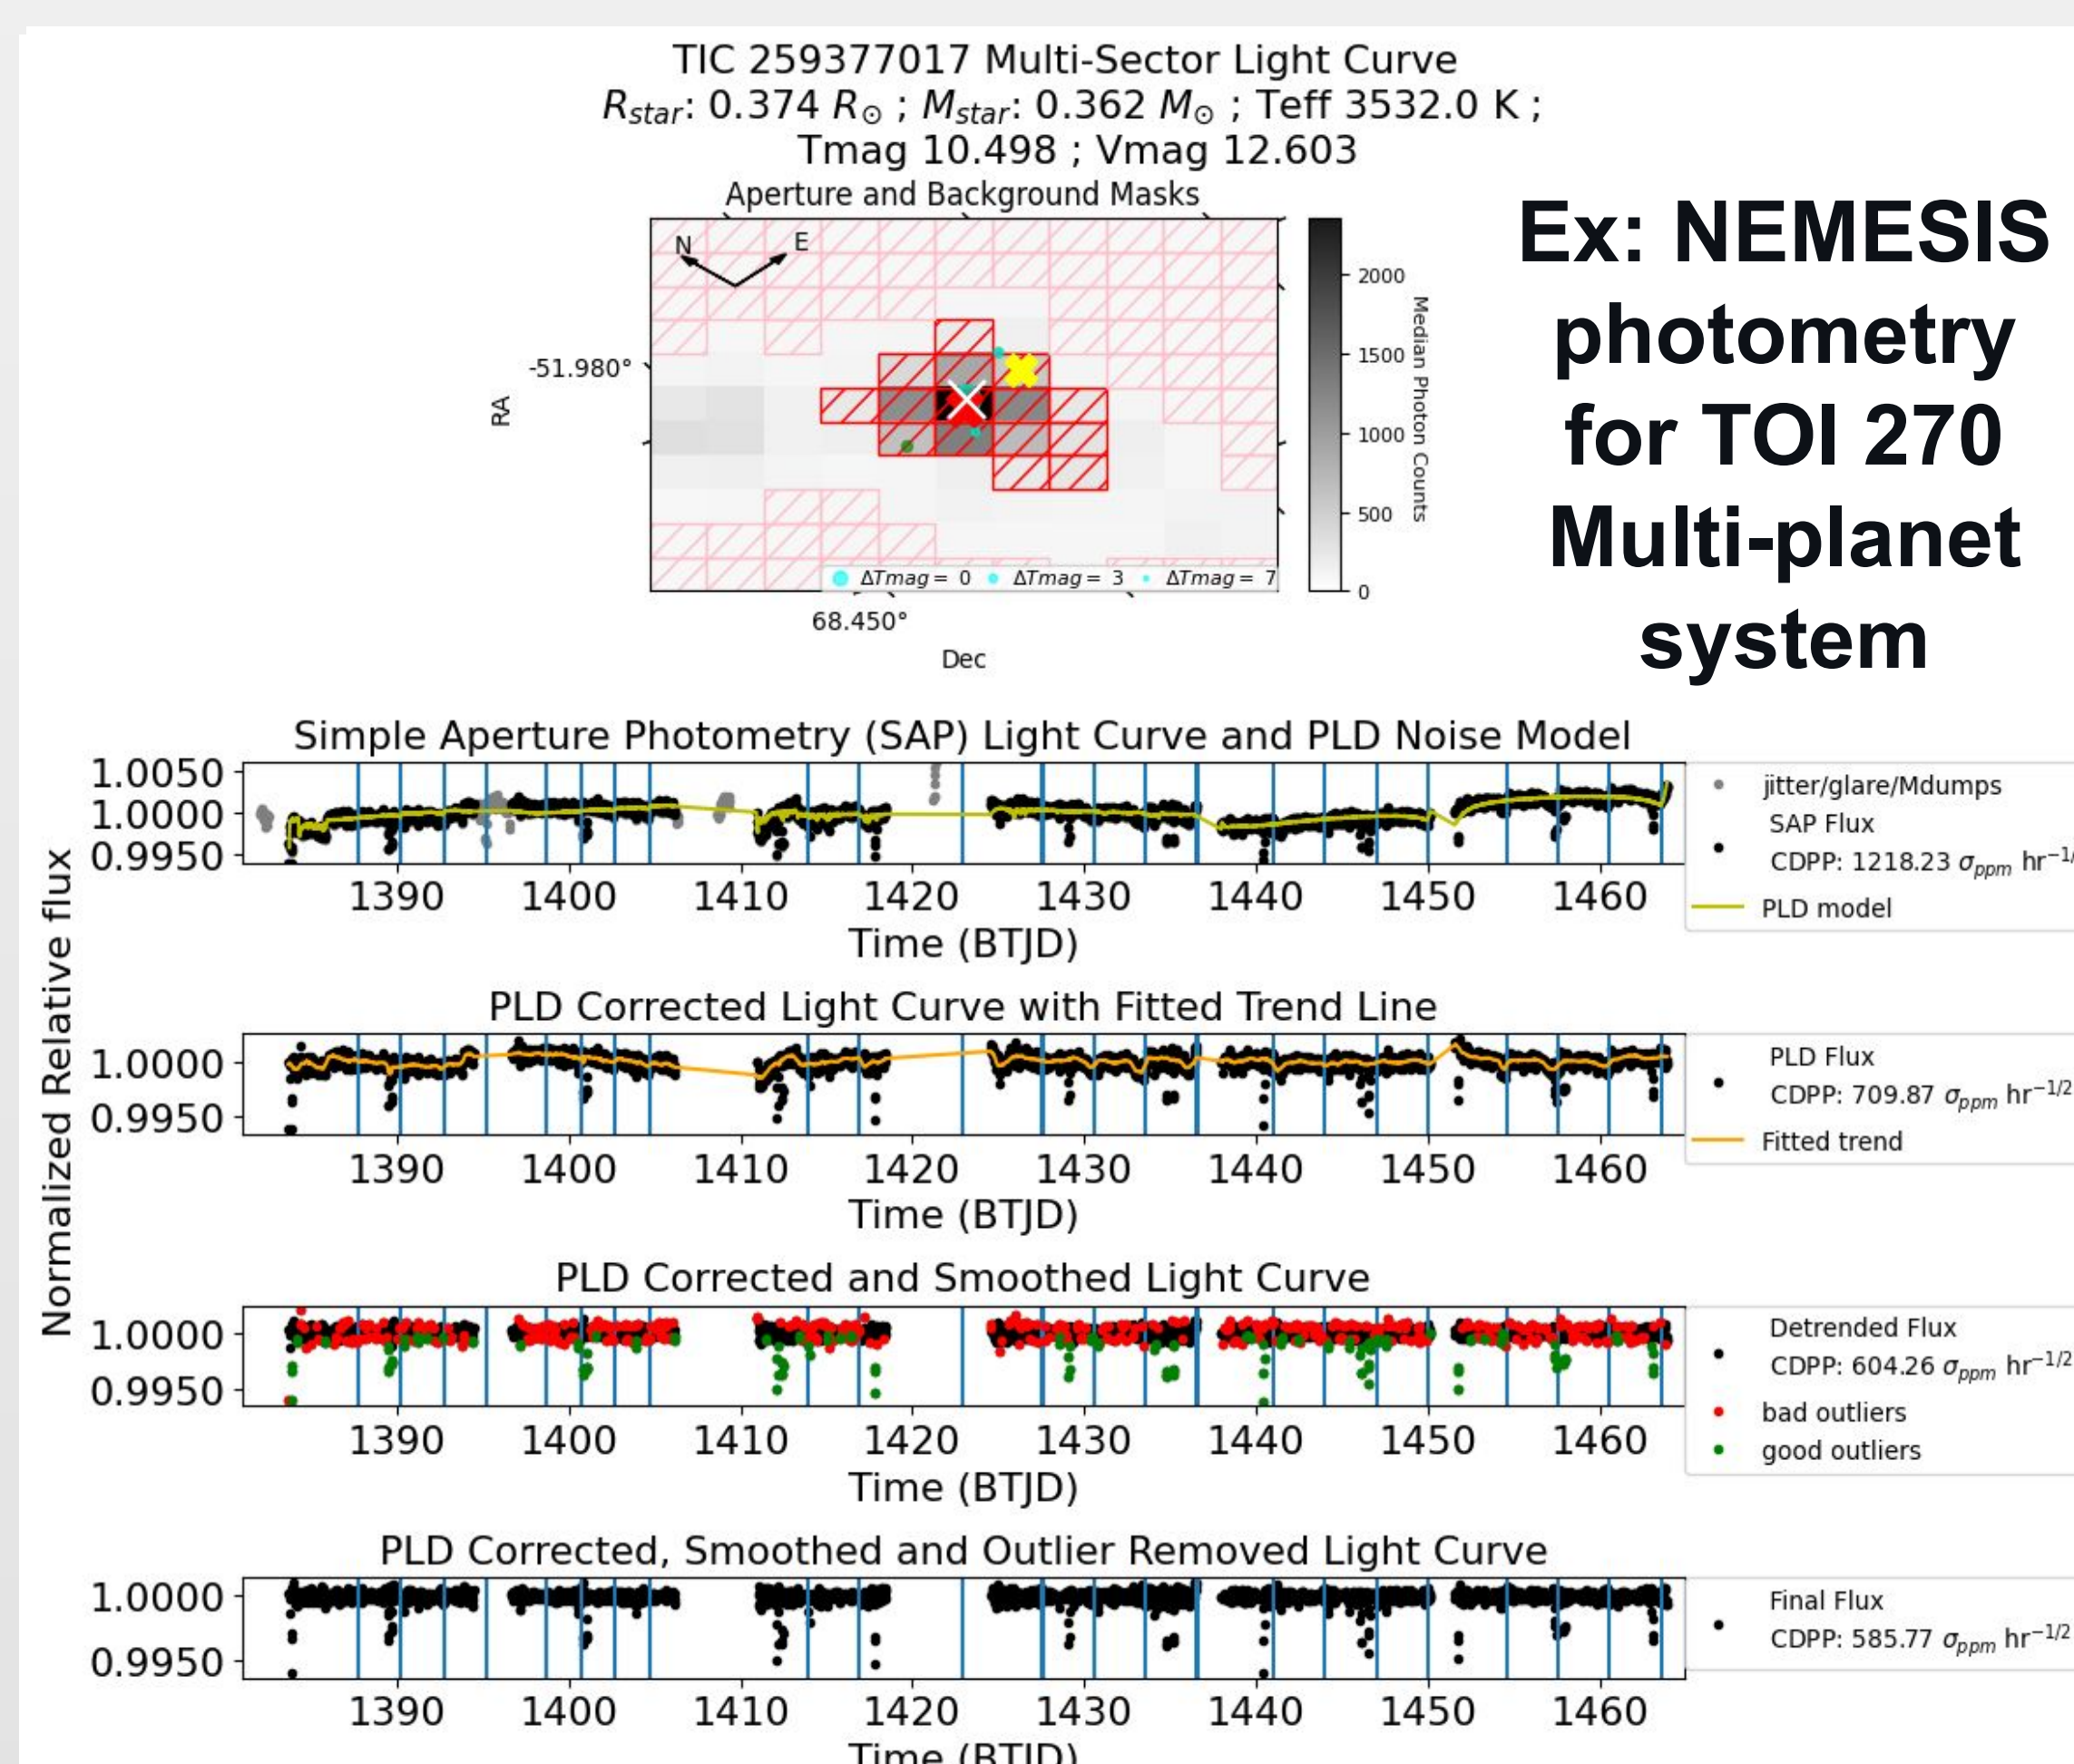 TIC 259377017 Multi-Sector Light Curve
R_star: 0.374 R⊙ ; M_star: 0.362 M⊙ ; Teff 3532.0 K ;
Tmag 10.498 ; Vmag 12.603
Aperture and Background Masks
N
E
-51.980°
RA
68.450°
Dec
ΔTmag = 0
ΔTmag = 3
ΔTmag = 7
2000
1500
1000
500
0
Median Photon Counts
Ex: NEMESIS
photometry
for TOI 270
Multi-planet
system
Normalized Relative flux
Simple Aperture Photometry (SAP) Light Curve and PLD Noise Model
1.0050
1.0000
0.9950
1390 1400 1410 1420 1430 1440 1450 1460
Time (BTJD)
jitter/glare/Mdumps
SAP Flux
CDPP: 1218.23 σppm hr−1/
PLD model
PLD Corrected Light Curve with Fitted Trend Line
1.0000
0.9950
1390 1400 1410 1420 1430 1440 1450 1460
Time (BTJD)
PLD Flux
CDPP: 709.87 σppm hr−1/2
Fitted trend
PLD Corrected and Smoothed Light Curve
1.0000
0.9950
1390 1400 1410 1420 1430 1440 1450 1460
Time (BTJD)
Detrended Flux
CDPP: 604.26 σppm hr−1/2
bad outliers
good outliers
PLD Corrected, Smoothed and Outlier Removed Light Curve
1.0000
0.9950
1390 1400 1410 1420 1430 1440 1450 1460
Time (BTJD)
Final Flux
CDPP: 585.77 σppm hr−1/2